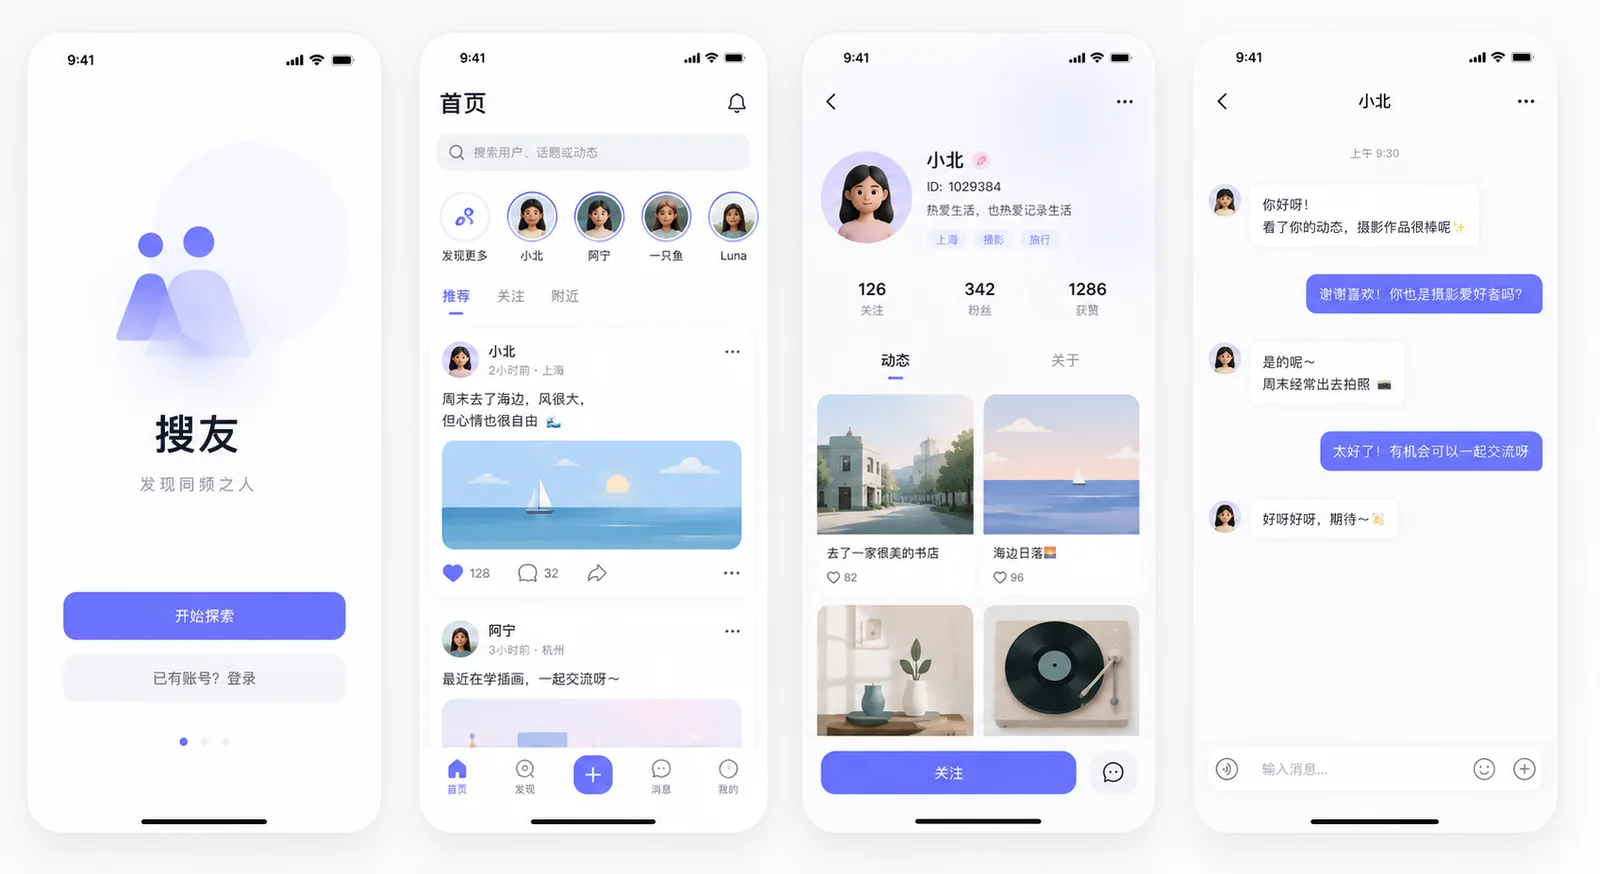 9:41
搜友
发现同频之人
开始探索
已有账号？登录
9:41
首页
搜索用户、话题或动态
发现更多
小北
阿宁
一只鱼
Luna
推荐
关注
附近
小北
2小时前 · 上海
周末去了海边，风很大，
但心情也很自由 🌊
128
32
阿宁
3小时前 · 杭州
最近在学插画，一起交流呀～
首页
发现
消息
我的
9:41
小北
ID: 1029384
热爱生活，也热爱记录生活
上海
摄影
旅行
126
关注
342
粉丝
1286
获赞
动态
关于
去了一家很美的书店
82
海边日落🌅
96
关注
9:41
小北
上午 9:30
你好呀！
看了你的动态，摄影作品很棒呢✨
谢谢喜欢！你也是摄影爱好者吗？
是的呢～
周末经常出去拍照 📷
太好了！有机会可以一起交流呀
好呀好呀，期待～👏
输入消息...